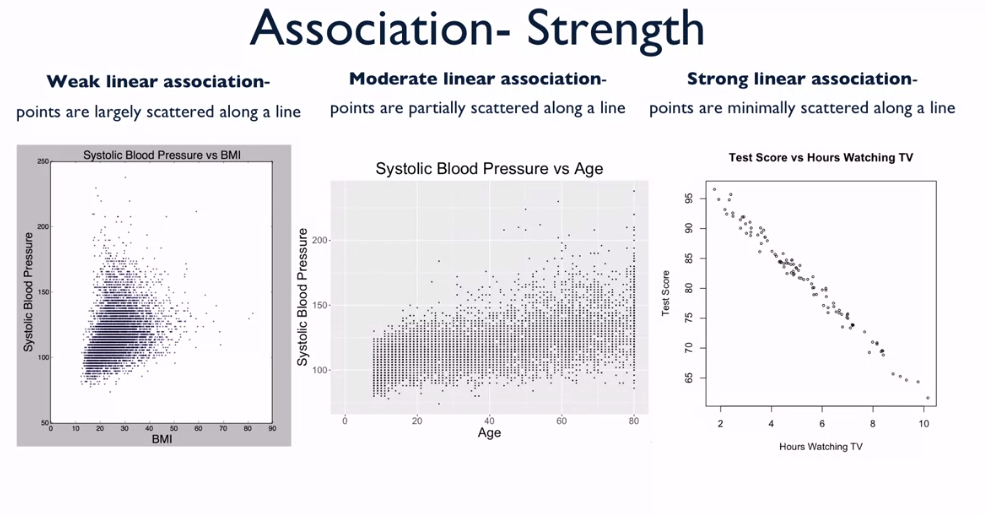 Association- Strength
Weak linear association-
points are largely scattered along a line
Moderate linear association-
points are partially scattered along a line
Strong linear association-
points are minimally scattered along a line
Systolic Blood Pressure vs BMI
Systolic Blood Pressure
250
200
150
100
50
0 10 20 30 40 50 60 70 80 90
BMI
Systolic Blood Pressure vs Age
Systolic Blood Pressure
200
150
100
0 20 40 60 80
Age
Test Score vs Hours Watching TV
Test Score
95
90
85
80
75
70
65
2 4 6 8 10
Hours Watching TV